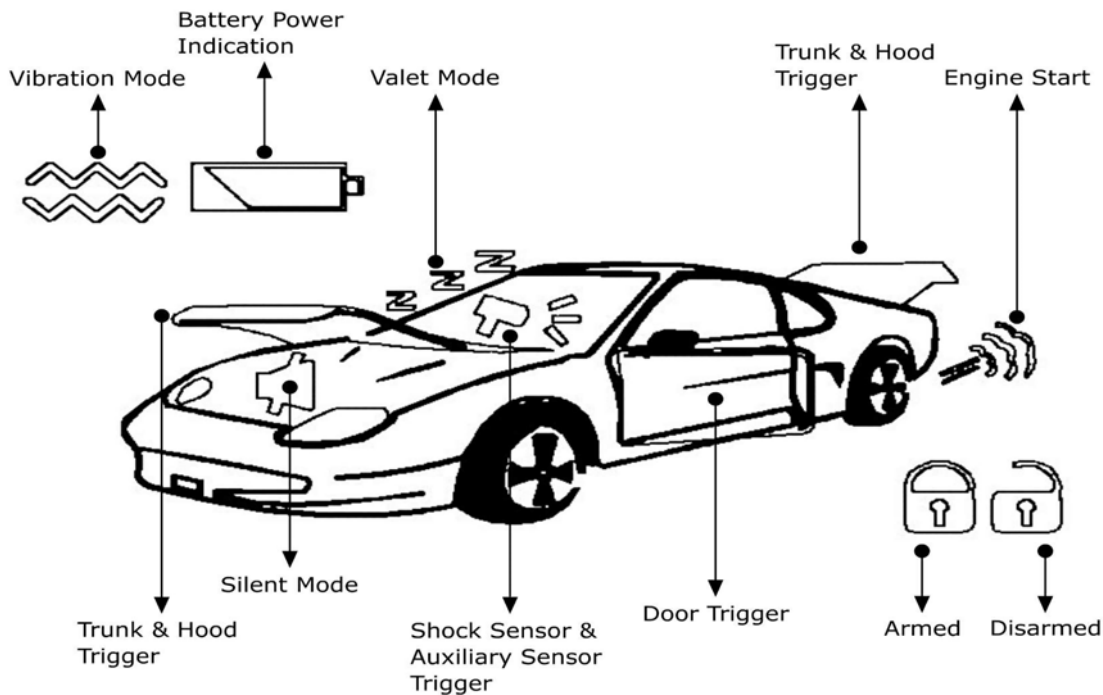 Battery Power
Indication
Vibration Mode
Valet Mode
Trunk & Hood
Trigger
Engine Start
Silent Mode
Trunk & Hood
Trigger
Shock Sensor &
Auxiliary Sensor
Trigger
Door Trigger
Armed
Disarmed